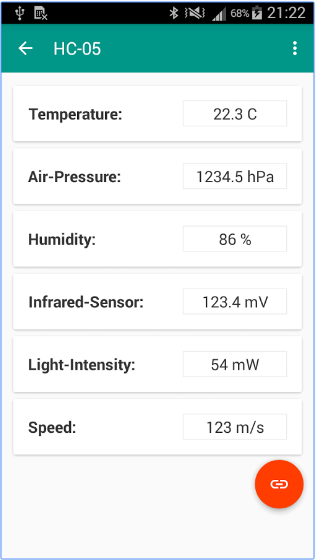 68% 21:22
HC-05
Temperature: 22.3 C
Air-Pressure: 1234.5 hPa
Humidity: 86 %
Infrared-Sensor: 123.4 mV
Light-Intensity: 54 mW
Speed: 123 m/s